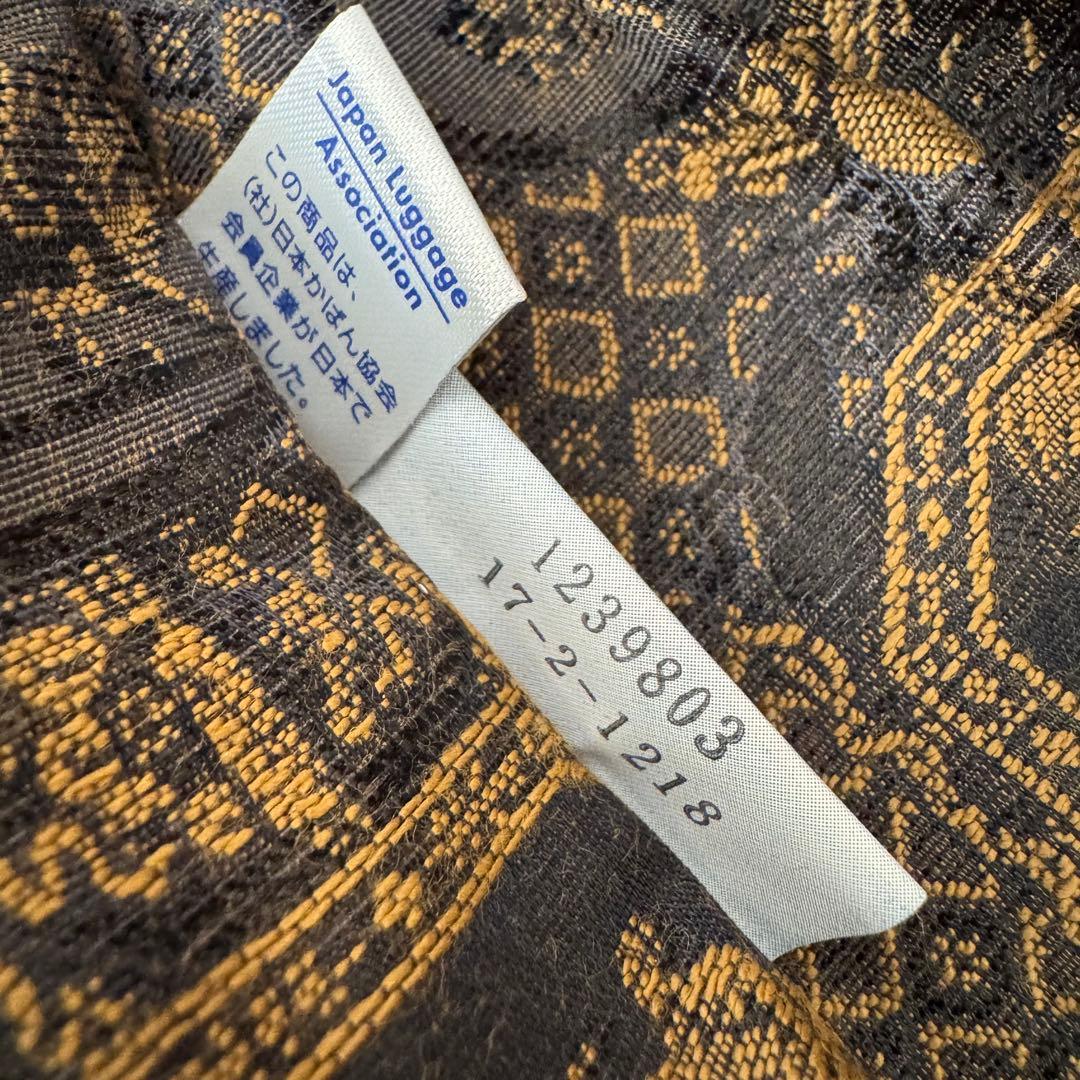 Japan Luggage
Association
この商品は、
(社)日本かばん協会
会員企業が日本で
生産しました。
1239803
17-2-1218